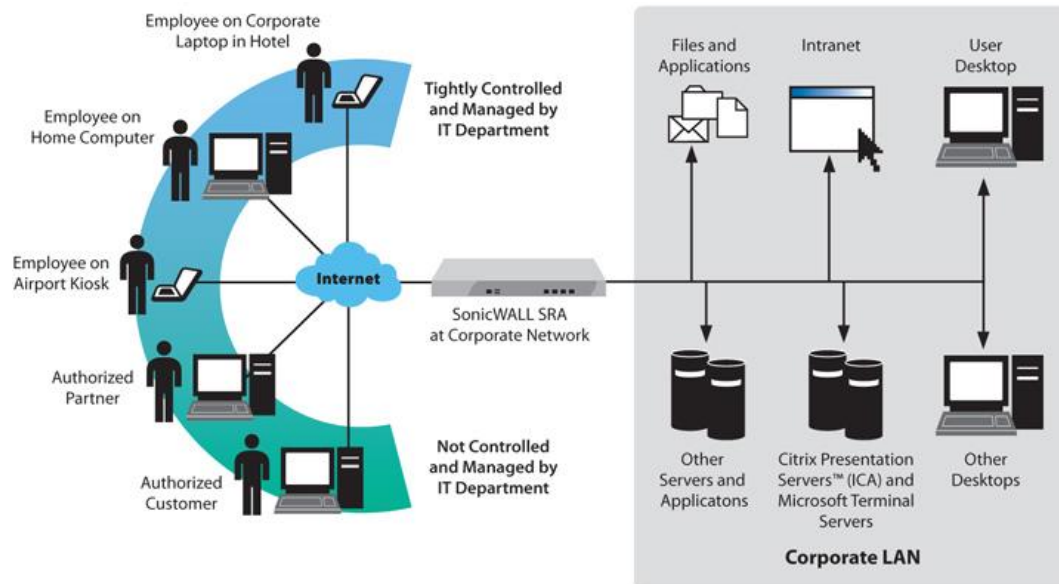 Employee on Corporate
Laptop in Hotel
Employee on
Home Computer
Employee on
Airport Kiosk
Authorized
Partner
Authorized
Customer
Tightly Controlled
and Managed by
IT Department
Internet
Not Controlled
and Managed by
IT Department
SonicWALL SRA
at Corporate Network
Files and
Applications
Intranet
User
Desktop
Other
Servers and
Applicatons
Citrix Presentation
Servers™ (ICA) and
Microsoft Terminal
Servers
Other
Desktops
Corporate LAN